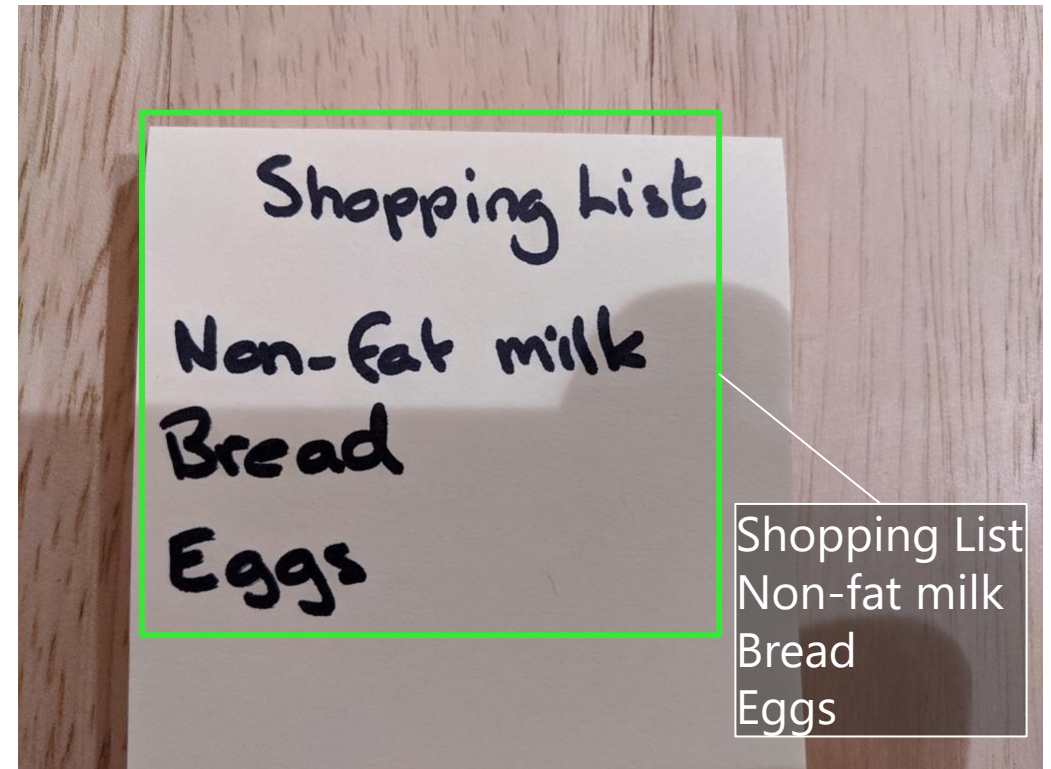 Shopping List
Non-fat milk
Bread
Eggs
Shopping List
Non-fat milk
Bread
Eggs